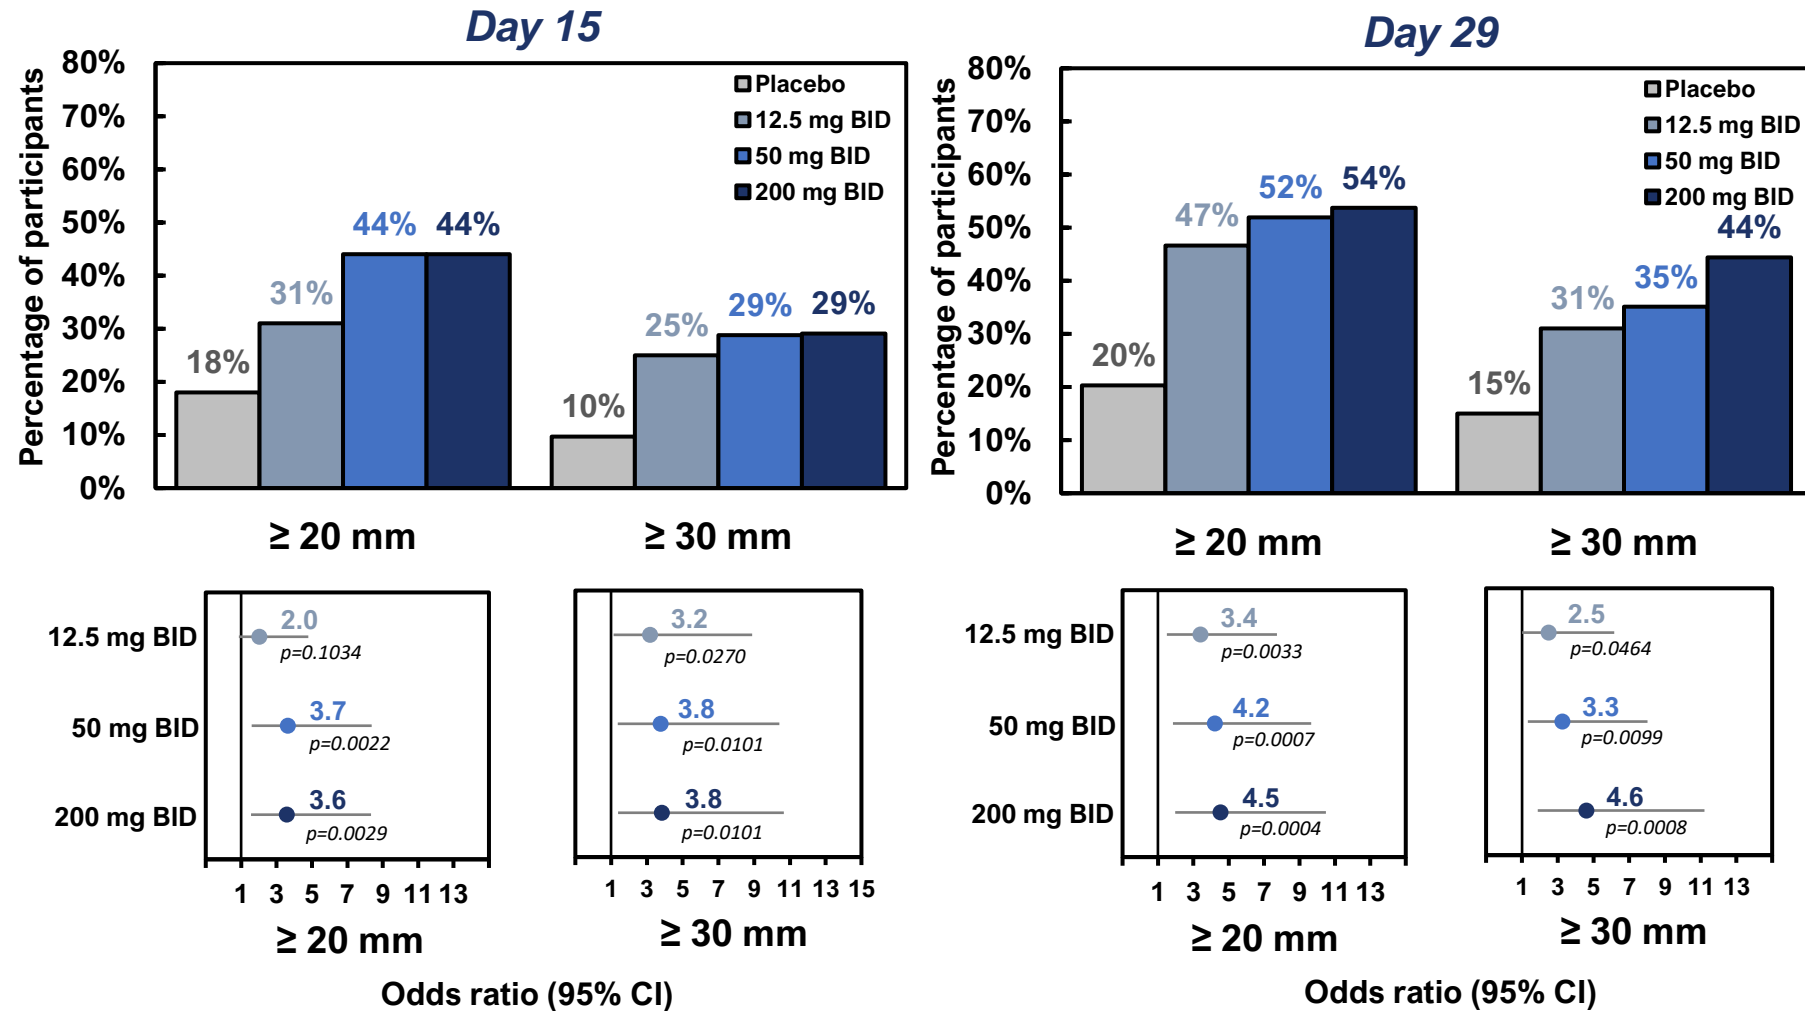 Day 15
Percentage of participants
80%
70%
60%
50%
40%
30%
20%
10%
0%
Placebo
12.5 mg BID
50 mg BID
200 mg BID
18%
31%
44%
44%
10%
25%
29%
29%
≥ 20 mm
≥ 30 mm
12.5 mg BID
50 mg BID
200 mg BID
2.0
p=0.1034
3.7
p=0.0022
3.6
p=0.0029
1 3 5 7 9 11 13
≥ 20 mm
3.2
p=0.0270
3.8
p=0.0101
3.8
p=0.0101
1 3 5 7 9 11 13 15
≥ 30 mm
Odds ratio (95% CI)
Day 29
Percentage of participants
80%
70%
60%
50%
40%
30%
20%
10%
0%
Placebo
12.5 mg BID
50 mg BID
200 mg BID
20%
47%
52%
54%
15%
31%
35%
44%
≥ 20 mm
≥ 30 mm
12.5 mg BID
50 mg BID
200 mg BID
3.4
p=0.0033
4.2
p=0.0007
4.5
p=0.0004
1 3 5 7 9 11 13
≥ 20 mm
2.5
p=0.0464
3.3
p=0.0099
4.6
p=0.0008
1 3 5 7 9 11 13
≥ 30 mm
Odds ratio (95% CI)